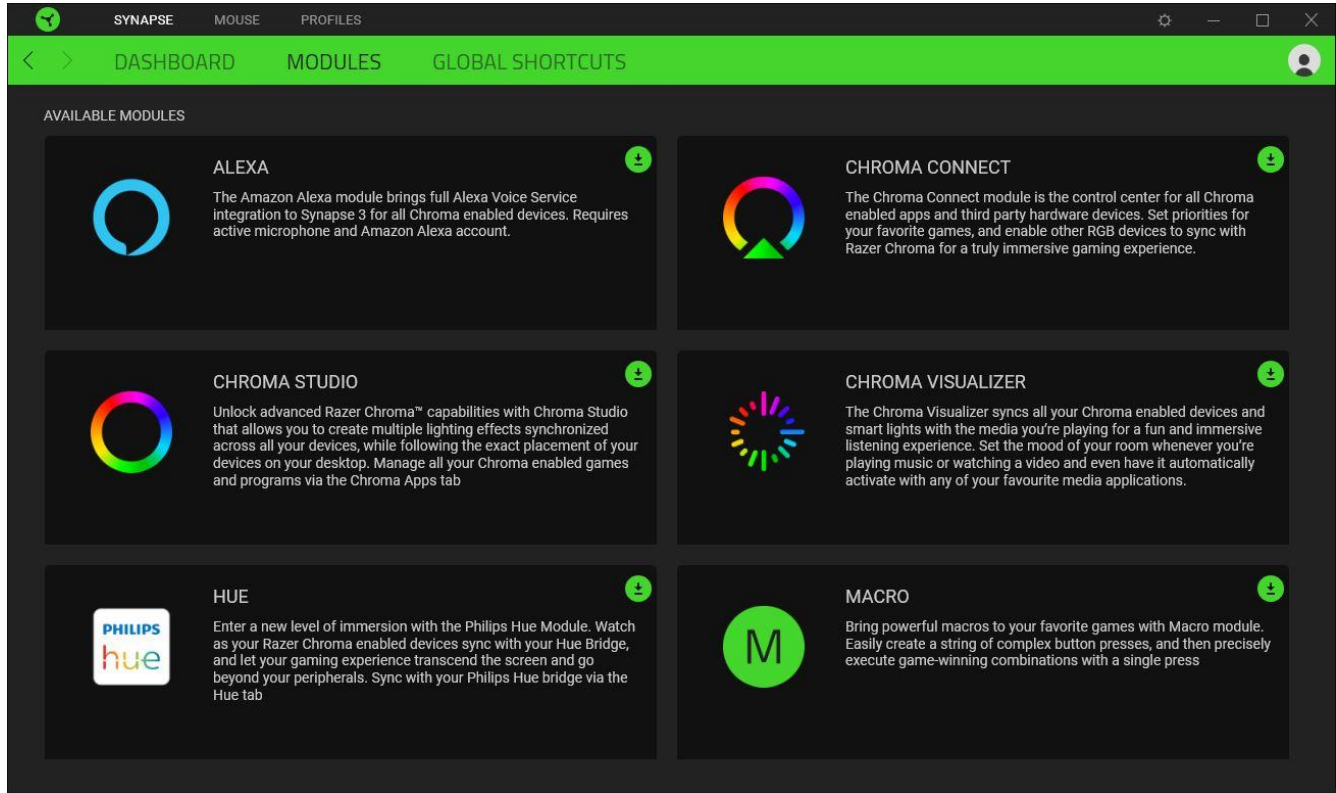 SYNAPSE MOUSE PROFILES
DASHBOARD MODULES GLOBAL SHORTCUTS
AVAILABLE MODULES
ALEXA
The Amazon Alexa module brings full Alexa Voice Service
integration to Synapse 3 for all Chroma enabled devices. Requires
active microphone and Amazon Alexa account.
CHROMA CONNECT
The Chroma Connect module is the control center for all Chroma
enabled apps and third party hardware devices. Set priorities for
your favorite games, and enable other RGB devices to sync with
Razer Chroma for a truly immersive gaming experience.
CHROMA STUDIO
Unlock advanced Razer Chroma™ capabilities with Chroma Studio
that allows you to create multiple lighting effects synchronized
across all your devices, while following the exact placement of your
devices on your desktop. Manage all your Chroma enabled games
and programs via the Chroma Apps tab
CHROMA VISUALIZER
The Chroma Visualizer syncs all your Chroma enabled devices and
smart lights with the media you're playing for a fun and immersive
listening experience. Set the mood of your room whenever you're
playing music or watching a video and even have it automatically
activate with any of your favourite media applications.
PHILIPS
hue
HUE
Enter a new level of immersion with the Philips Hue Module. Watch
as your Razer Chroma enabled devices sync with your Hue Bridge,
and let your gaming experience transcend the screen and go
beyond your peripherals. Sync with your Philips Hue bridge via the
Hue tab
M
MACRO
Bring powerful macros to your favorite games with Macro module.
Easily create a string of complex button presses, and then precisely
execute game-winning combinations with a single press